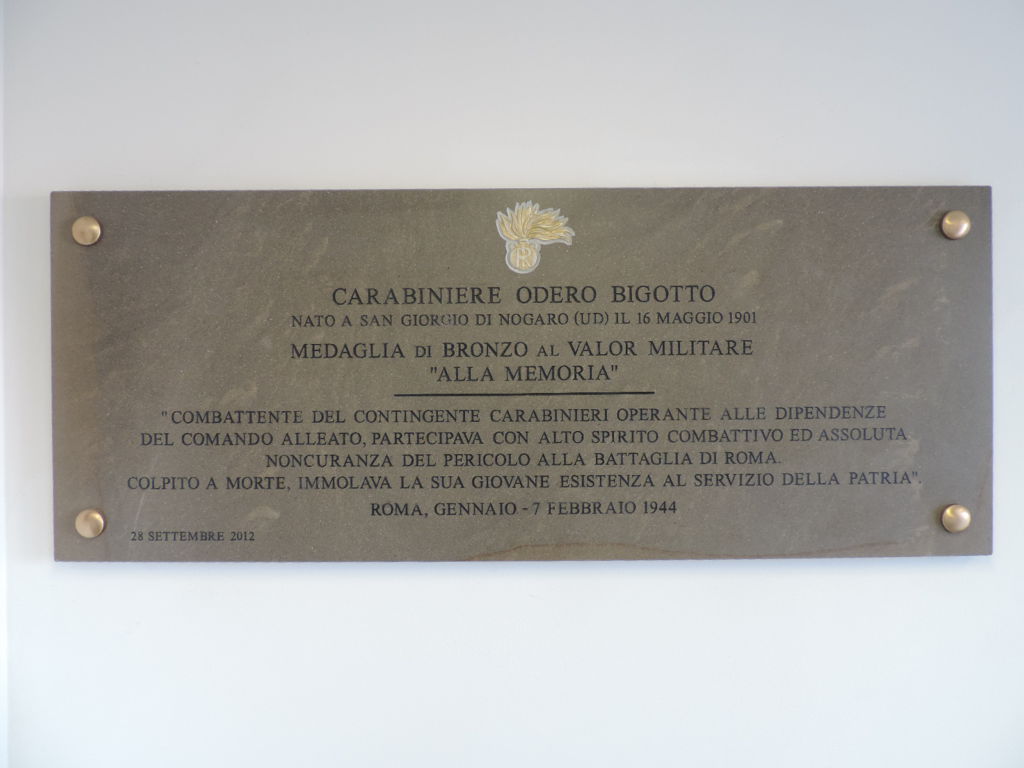 RI
CARABINIERE ODERO BIGOTTO
NATO A SAN GIORGIO DI NOGARO (UD) IL 16 MAGGIO 1901
MEDAGLIA DI BRONZO AL VALOR MILITARE
"ALLA MEMORIA"
"COMBATTENTE DEL CONTINGENTE CARABINIERI OPERANTE ALLE DIPENDENZE
DEL COMANDO ALLEATO, PARTECIPAVA CON ALTO SPIRITO COMBATTIVO ED ASSOLUTA
NONCURANZA DEL PERICOLO ALLA BATTAGLIA DI ROMA.
COLPITO A MORTE, IMMOLAVA LA SUA GIOVANE ESISTENZA AL SERVIZIO DELLA PATRIA".
ROMA, GENNAIO - 7 FEBBRAIO 1944
28 SETTEMBRE 2012